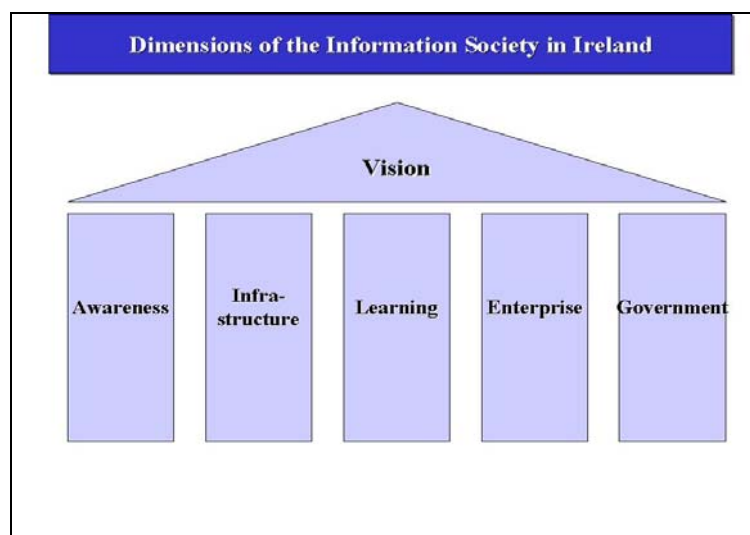 Dimensions of the Information Society in Ireland
Vision
Awareness
Infra-
structure
Learning
Enterprise
Government